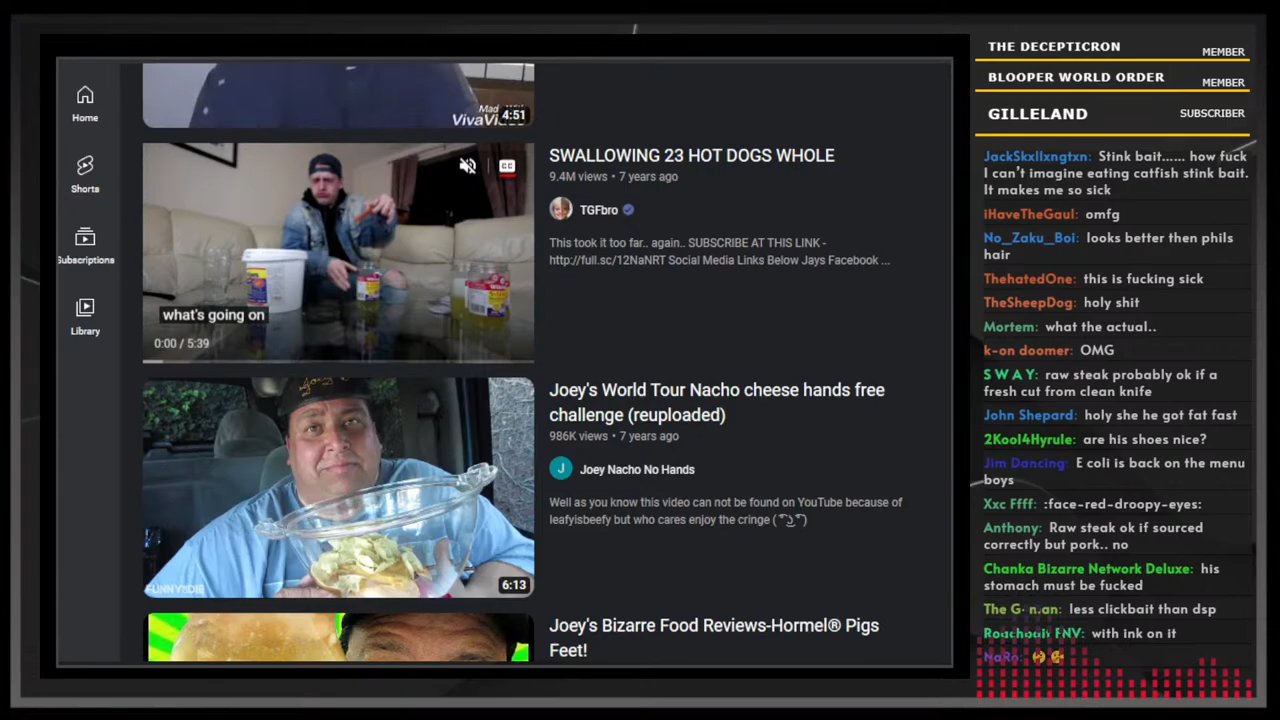 Home
Shorts
Subscriptions
Library
Mad
VivaVid
4:51
what's going on
0:00 / 5:39
SWALLOWING 23 HOT DOGS WHOLE
9.4M views • 7 years ago
TGFbro
This took it too far.. again.. SUBSCRIBE AT THIS LINK -
http://full.sc/12NaNRT Social Media Links Below Jays Facebook ...
FUNNY
DIE
6:13
Joey's World Tour Nacho cheese hands free
challenge (reuploaded)
986K views • 7 years ago
J
Joey Nacho No Hands
Well as you know this video can not be found on YouTube because of
leafyisbeefy but who cares enjoy the cringe ( ͡° ͜ʖ ͡°)
Joey's Bizarre Food Reviews-Hormel® Pigs
Feet!
THE DECEPTICRON MEMBER
BLOOPER WORLD ORDER MEMBER
GILLELAND SUBSCRIBER
JackSkxllxngtxn: Stink bait...... how fuck
I can't imagine eating catfish stink bait.
It makes me so sick
iHaveTheGaul: omfg
No_Zaku_Boi: looks better then phils
hair
ThehatedOne: this is fucking sick
TheSheepDog: holy shit
Mortem: what the actual..
k-on doomer: OMG
S W A Y: raw steak probably ok if a
fresh cut from clean knife
John Shepard: holy she he got fat fast
2Kool4Hyrule: are his shoes nice?
Jim Dancing: E coli is back on the menu
boys
Xxc Ffff: :face-red-droopy-eyes:
Anthony: Raw steak ok if sourced
correctly but pork.. no
Chanka Bizarre Network Deluxe: his
stomach must be fucked
The less clickbait than dsp
FNV: with ink on it
NaRo: